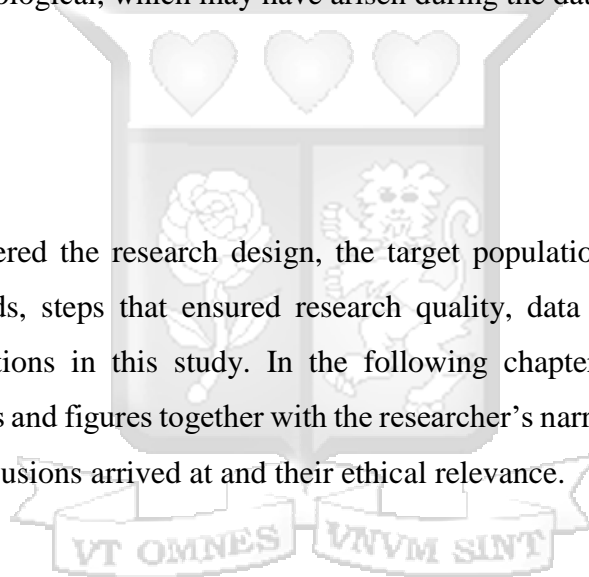 ological, which may have arisen during the dat
ered the research design, the target populatio
ds, steps that ensured research quality, data
tions in this study. In the following chapter
s and figures together with the researcher's narr
lusions arrived at and their ethical relevance.
VT OMNES VNVM SINT